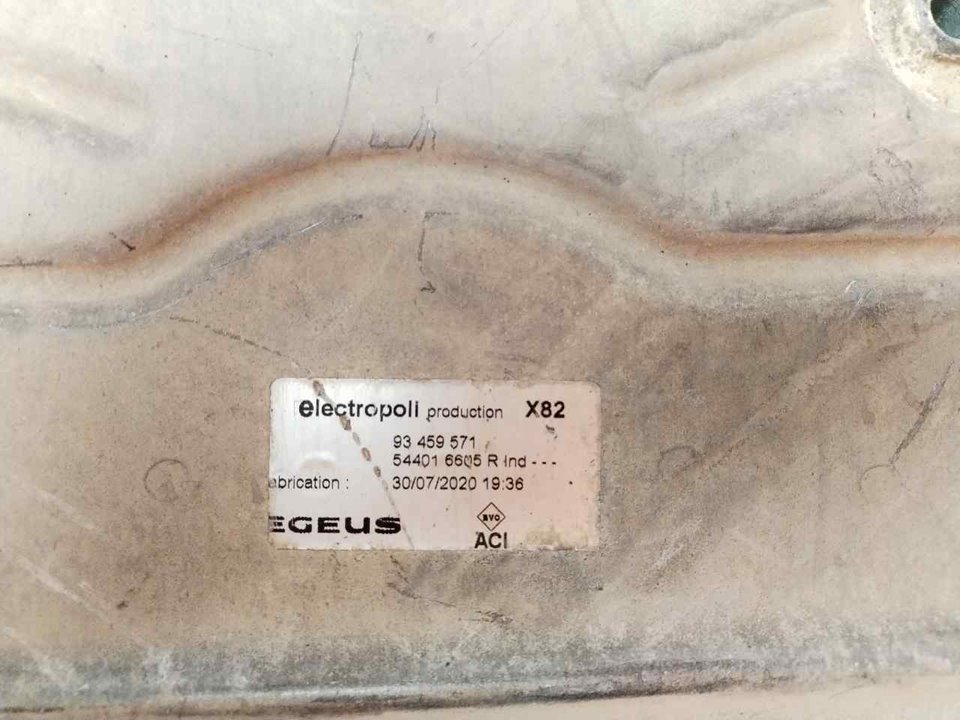 electropoli production X82
93 459 571
54401 6605 R Ind - - -
abrication : 30/07/2020 19:36
EGEUS
BVO
ACI